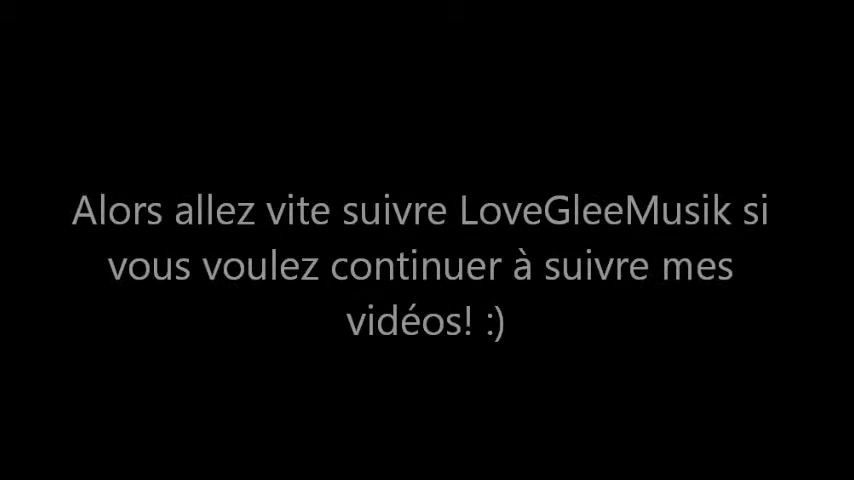 Alors allez vite suivre LoveGleeMusik si
vous voulez continuer à suivre mes
vidéos! :)